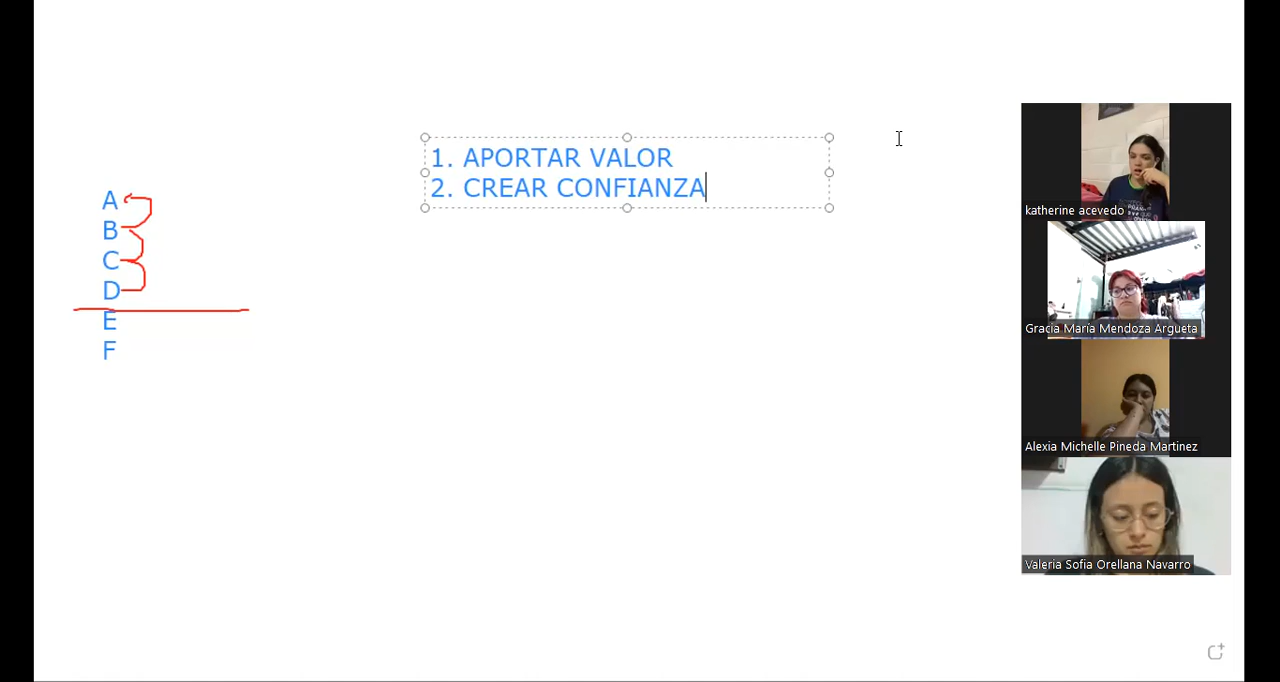 1. APORTAR VALOR
2. CREAR CONFIANZA
A
B
C
D
E
F
katherine acevedo
Gracia María Mendoza Argueta
Alexia Michelle Pineda Martinez
Valeria Sofia Orellana Navarro